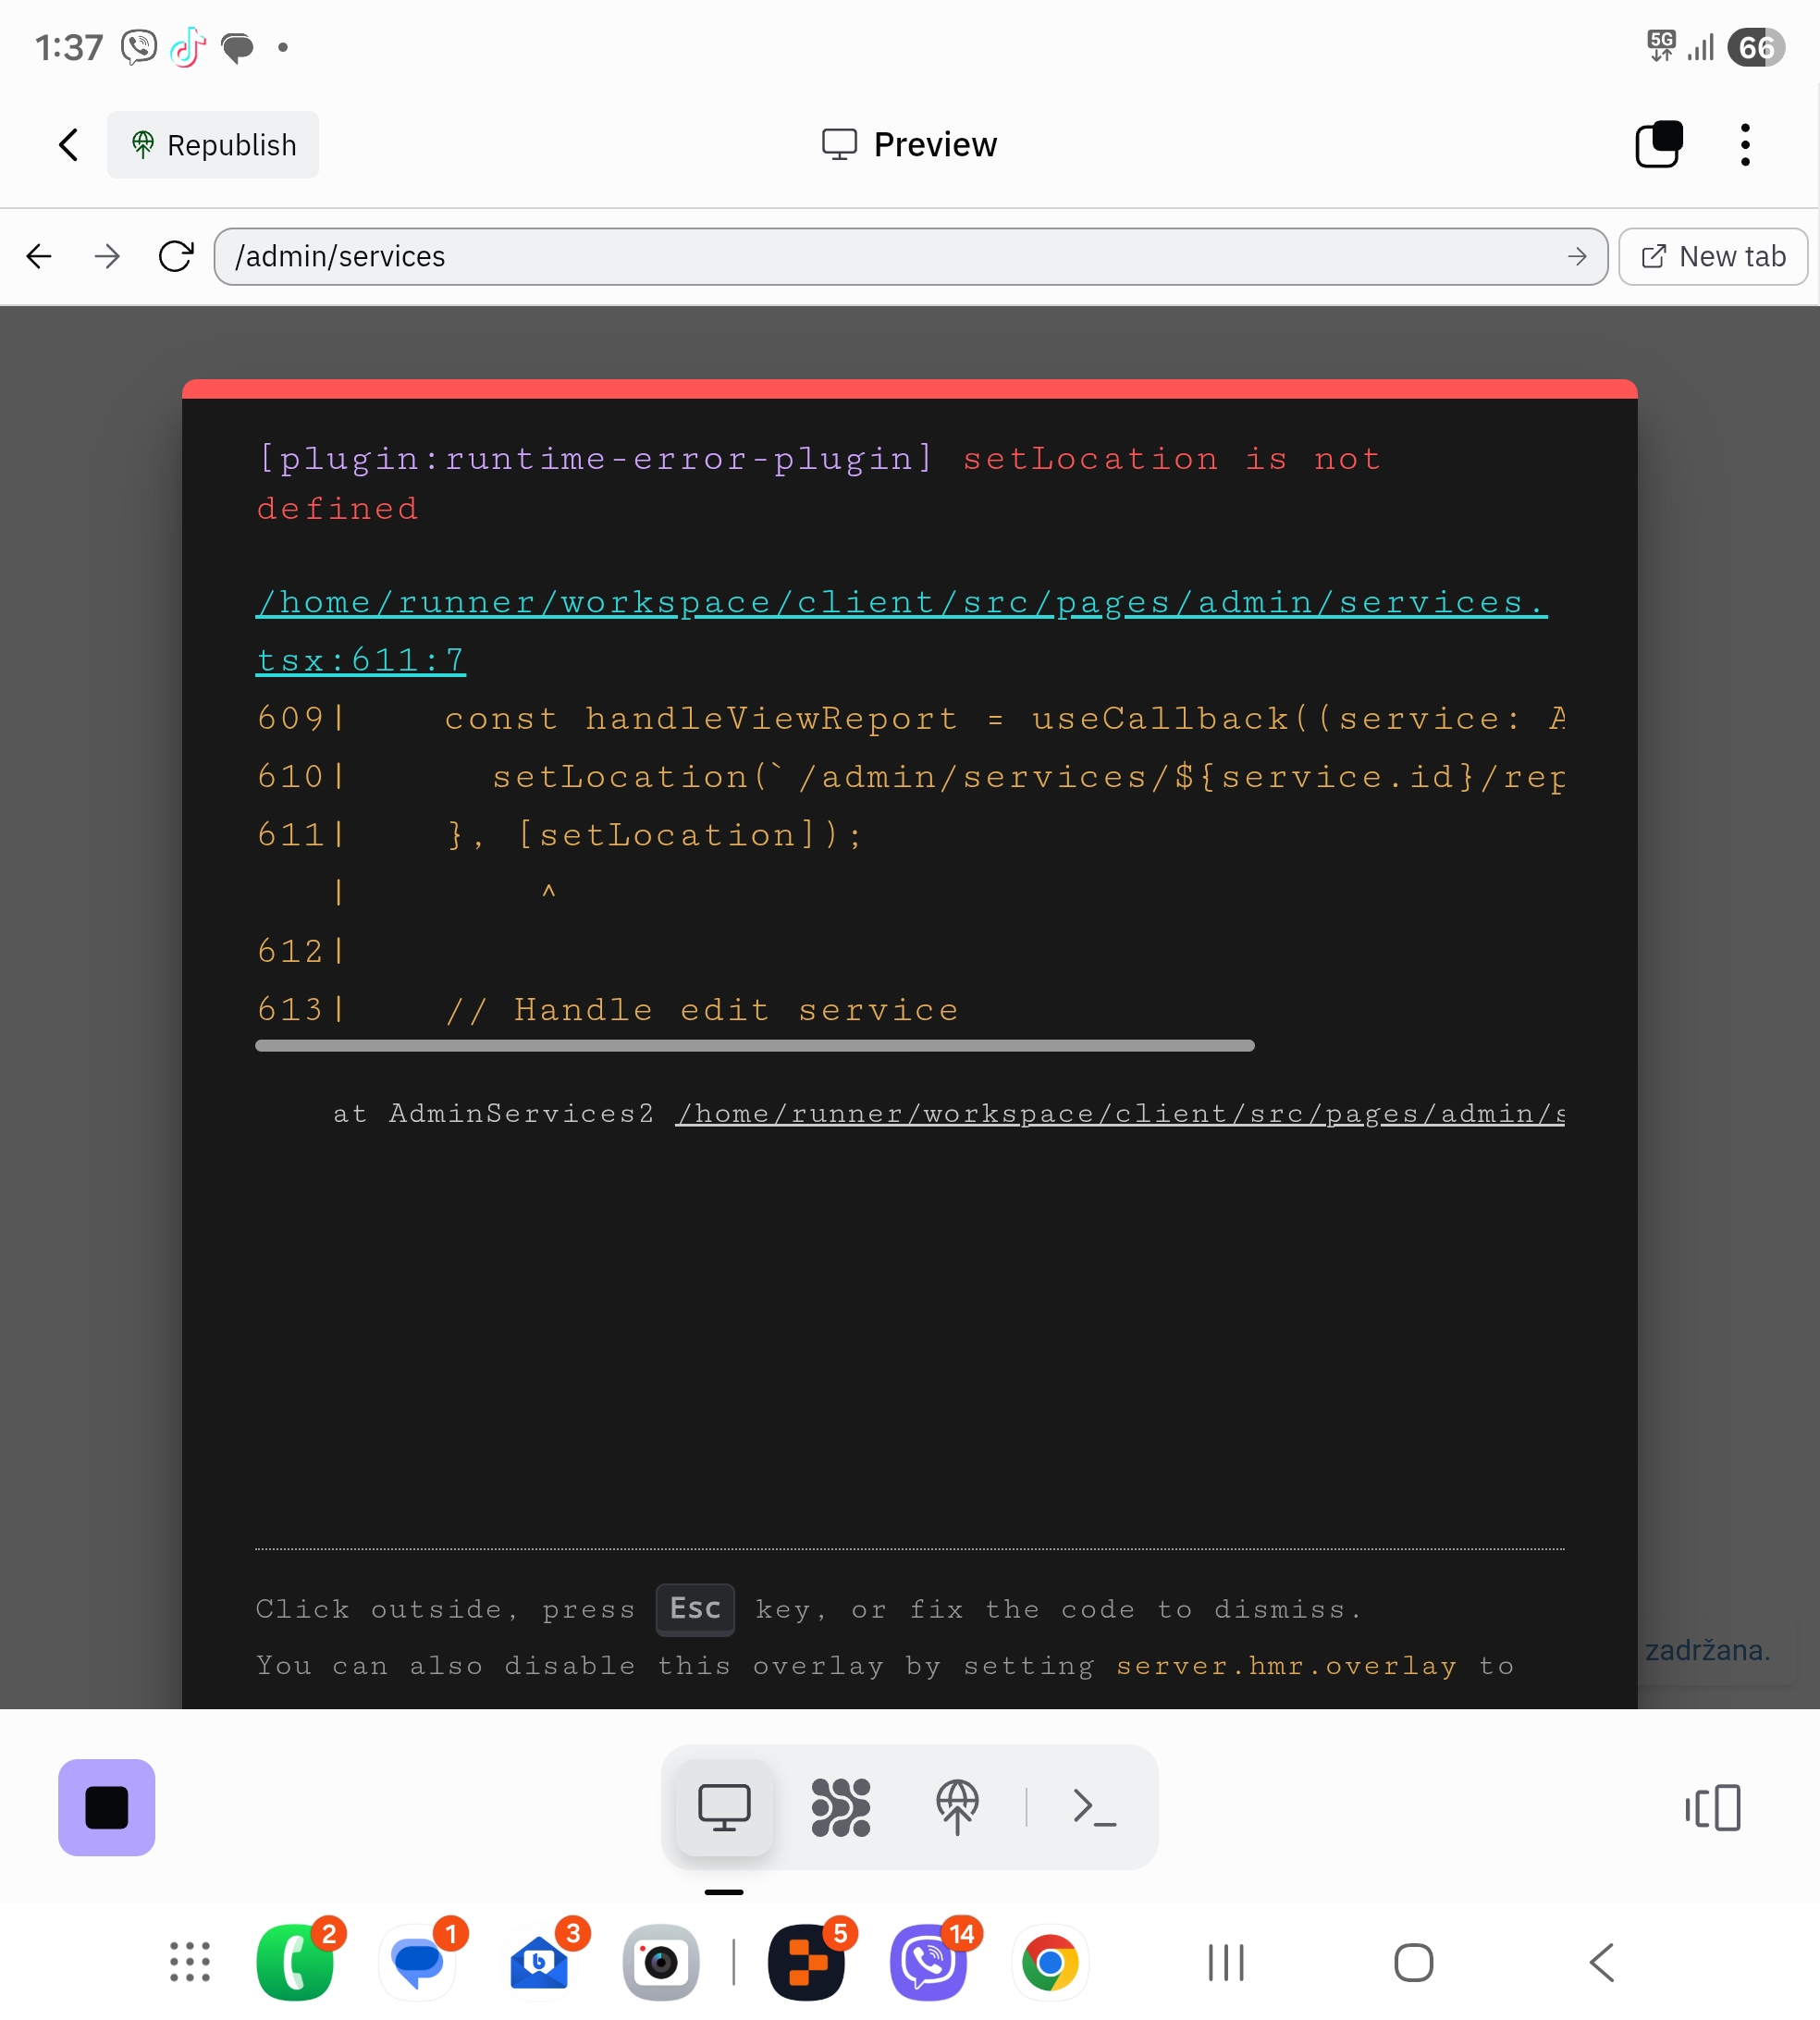 1:37
5G
66
Republish
Preview
/admin/services
New tab
[plugin:runtime-error-plugin] setLocation is not
defined
/home/runner/workspace/client/src/pages/admin/services.
tsx:611:7
609|    const handleViewReport = useCallback((service: A
610|      setLocation(`/admin/services/${service.id}/rep
611|    }, [setLocation]);
|        ^
612|
613|    // Handle edit service
at AdminServices2 /home/runner/workspace/client/src/pages/admin/s
Click outside, press Esc key, or fix the code to dismiss.
You can also disable this overlay by setting server.hmr.overlay to
zadržana.
2
1
3
5
14